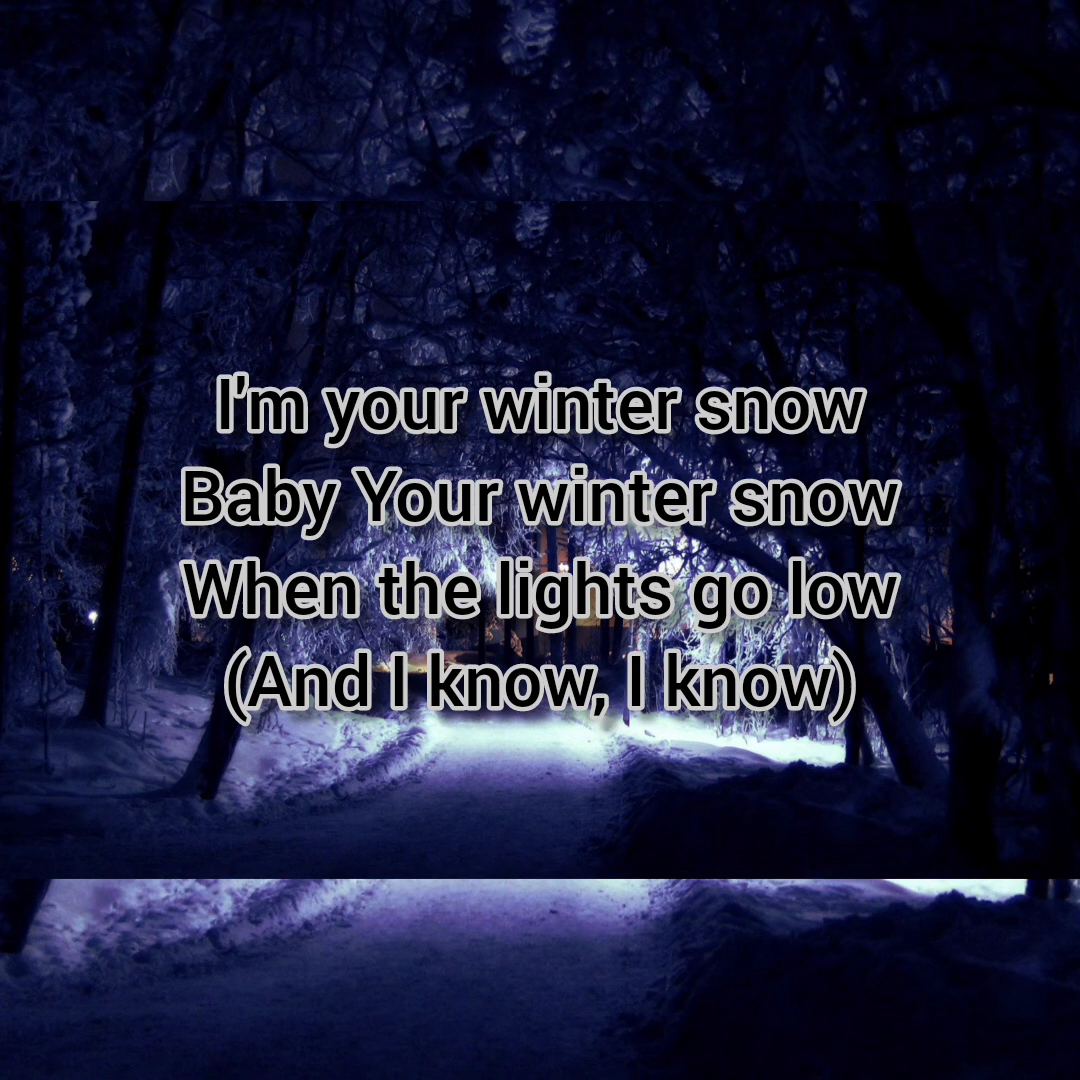 I'm your winter snow
Baby Your winter snow
When the lights go low
(And I know, I know)